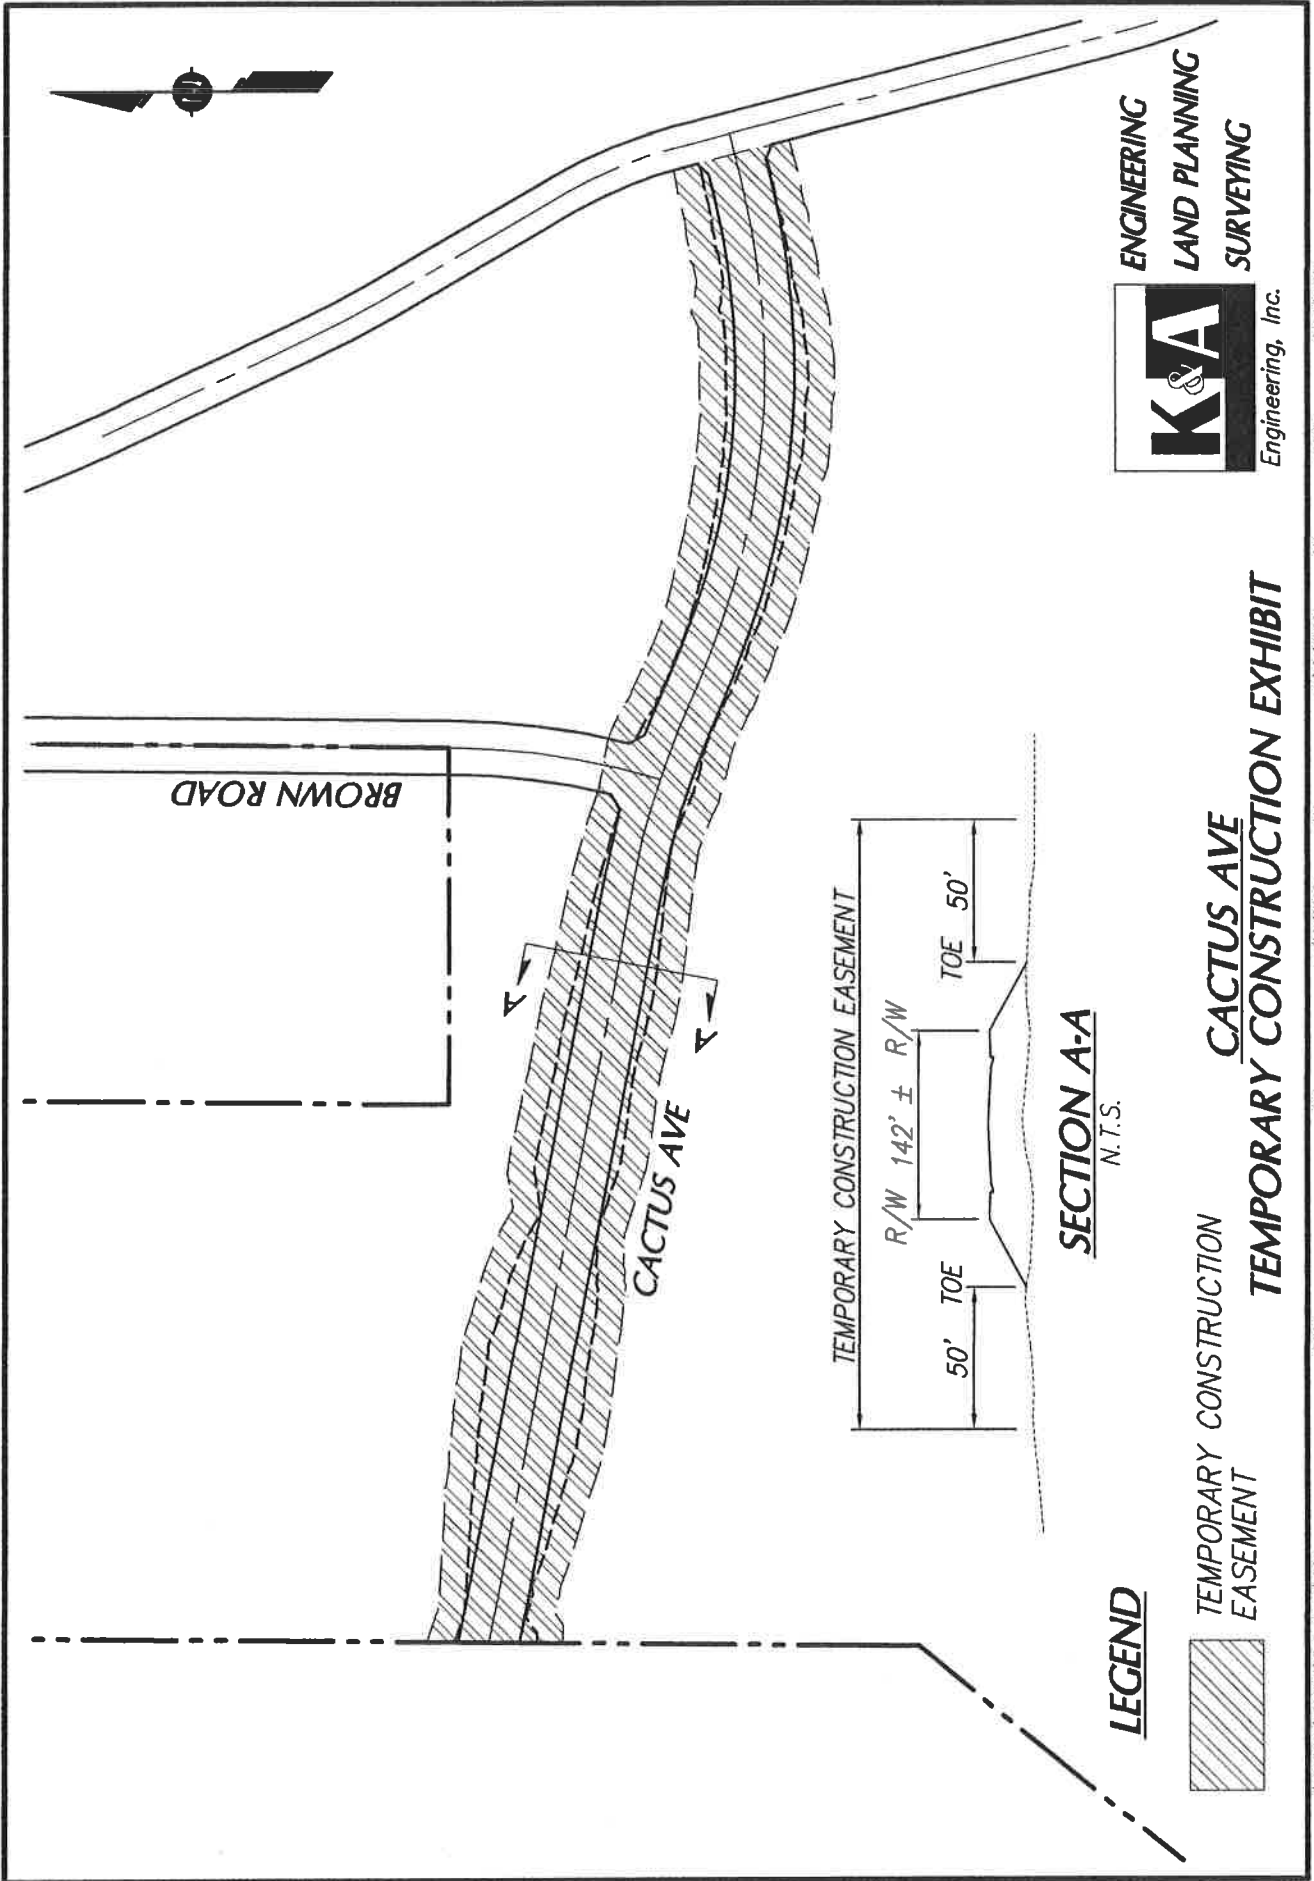 BROWN ROAD
A
A
CACTUS AVE
TEMPORARY CONSTRUCTION EASEMENT
R/W 142' ± R/W
50' TOE
TOE 50'
SECTION A-A
N.T.S.
LEGEND
TEMPORARY CONSTRUCTION
EASEMENT
CACTUS AVE
TEMPORARY CONSTRUCTION EXHIBIT
K&A
Engineering, Inc.
ENGINEERING
LAND PLANNING
SURVEYING